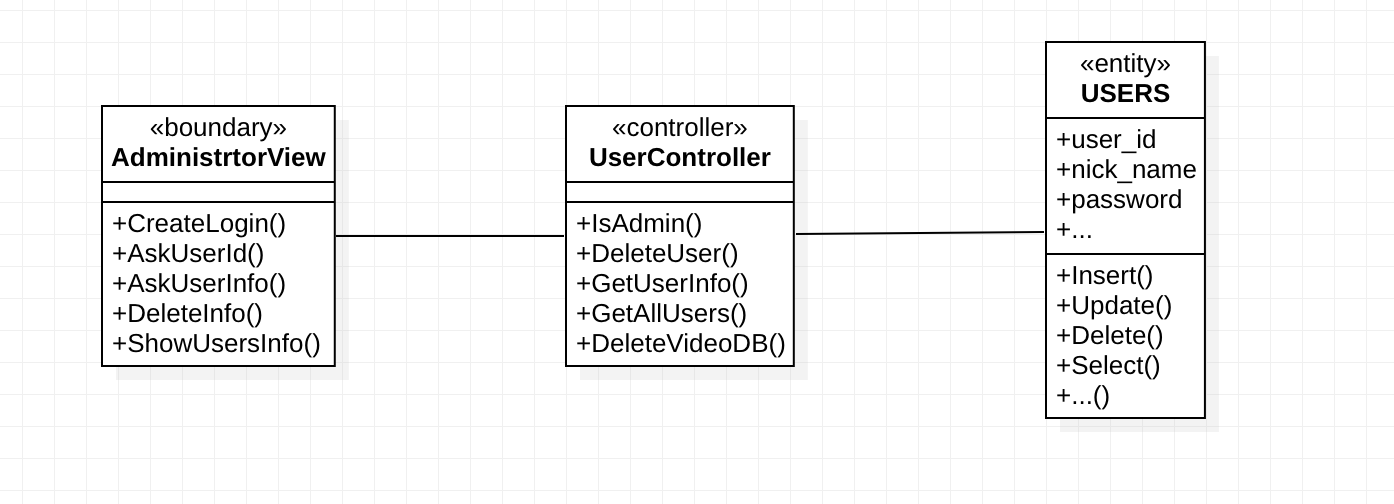 «boundary»
AdministrtorView
+CreateLogin()
+AskUserId()
+AskUserInfo()
+DeleteInfo()
+ShowUsersInfo()
«controller»
UserController
+IsAdmin()
+DeleteUser()
+GetUserInfo()
+GetAllUsers()
+DeleteVideoDB()
«entity»
USERS
+user_id
+nick_name
+password
+...
+Insert()
+Update()
+Delete()
+Select()
+...()